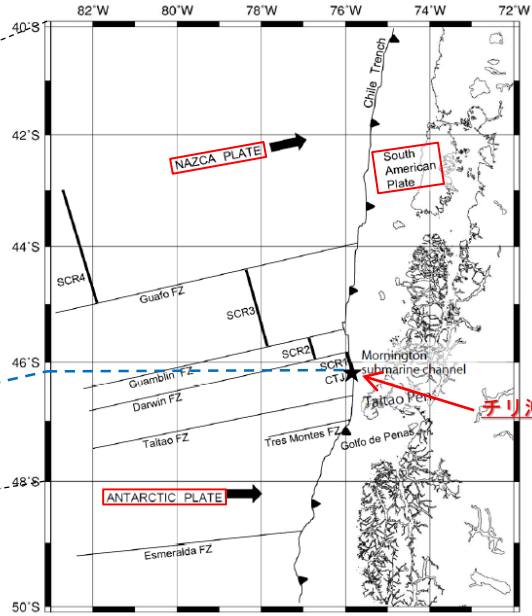 82°W 80°W 78°W 76°W 74°W 72°W
40°S
Chile Trench
42°S
NAZCA PLATE
South
American
Plate
44°S
SCR4
Guafo FZ
SCR3
SCR2
SCR1
46°S
Mornington
submarine channel
CTJ
Guamblin FZ
Darwin FZ
Taitao Pen
チリ
Taitao FZ
Tres Montes FZ
Golfo de Penas
48°S
ANTARCTIC PLATE
Esmeralda FZ
50°S